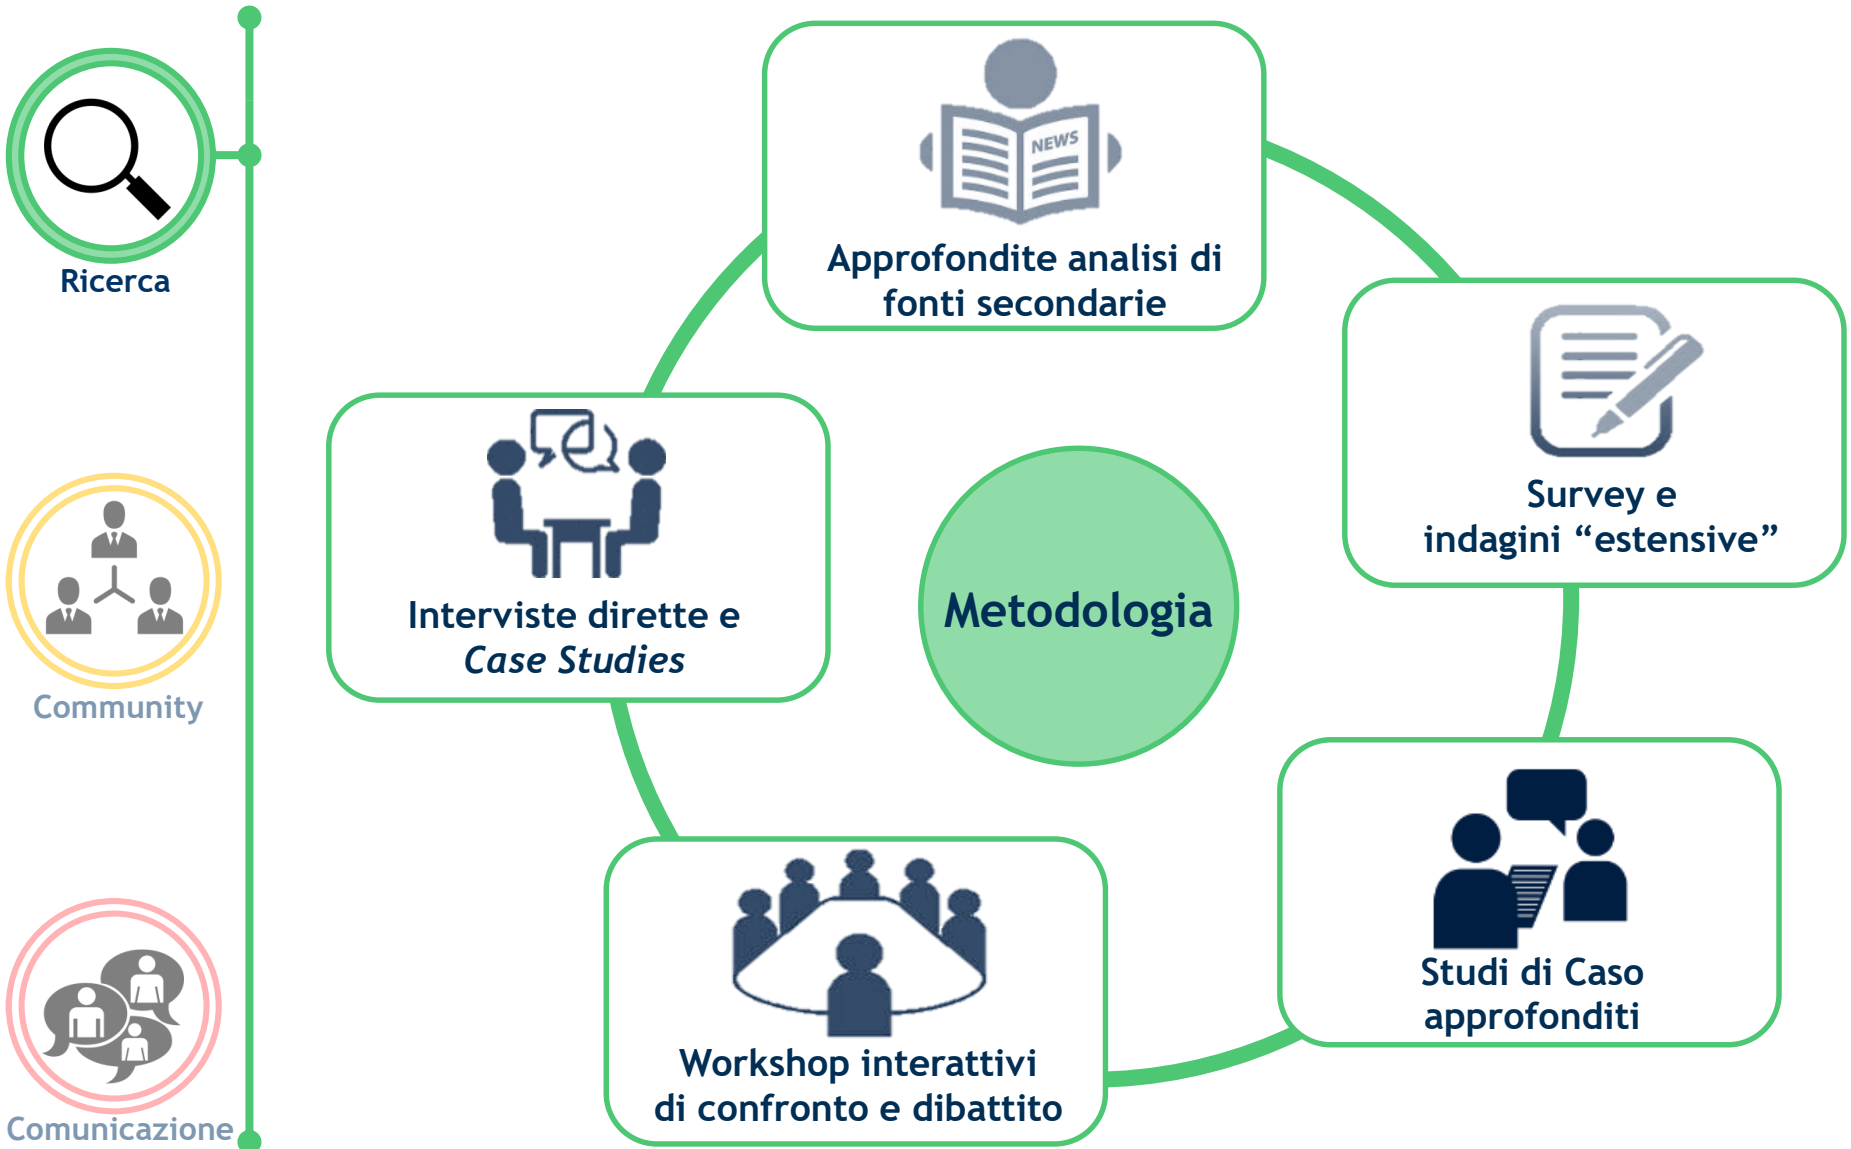 Ricerca
Community
Comunicazione
NEWS
Approfondite analisi di
fonti secondarie
Survey e
indagini “estensive”
Interviste dirette e
Case Studies
Metodologia
Studi di Caso
approfonditi
Workshop interattivi
di confronto e dibattito